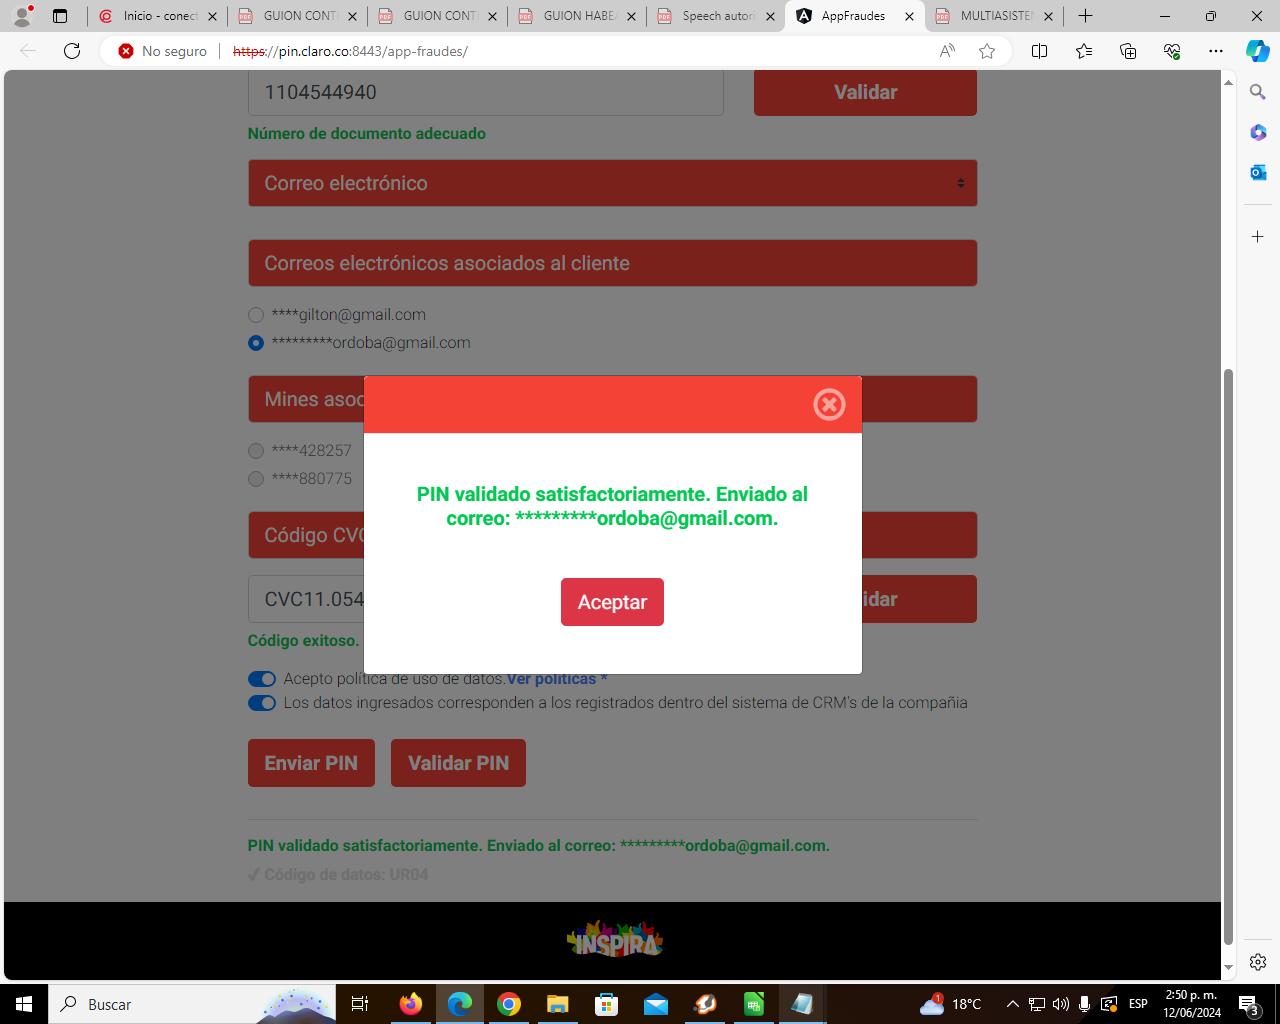 Inicio - conect
GUION CONT
GUION CONT
GUION HABEA
Speech autori
AppFraudes
MULTIASISTEN
No seguro
https://pin.claro.co:8443/app-fraudes/
1104544940
Validar
Número de documento adecuado
Correo electrónico
Correos electrónicos asociados al cliente
****gilton@gmail.com
*********ordoba@gmail.com
Mines asoc
****428257
****880775
PIN validado satisfactoriamente. Enviado al
correo: *********ordoba@gmail.com.
Aceptar
Código CVC
CVC11.054
idar
Código exitoso.
Acepto política de uso de datos.Ver políticas *
Los datos ingresados corresponden a los registrados dentro del sistema de CRM's de la compañia
Enviar PIN
Validar PIN
PIN validado satisfactoriamente. Enviado al correo: *********ordoba@gmail.com.
✓ Código de datos: UR04
INSPIRA
Buscar
1
18°C
ESP
2:50 p. m.
12/06/2024
3